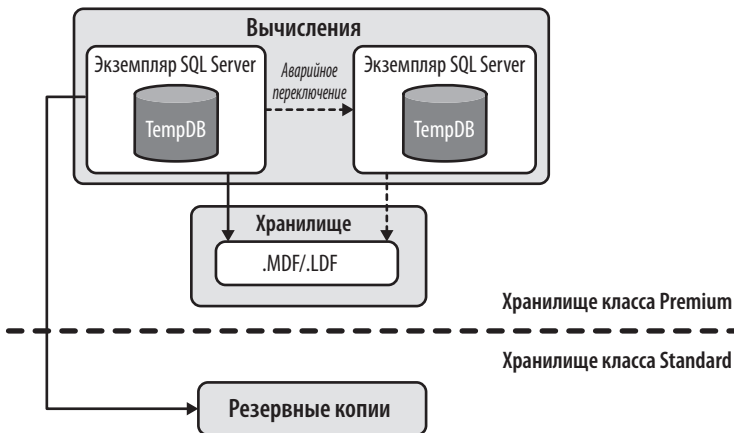 Вычисления
Экземпляр SQL Server
TempDB
Аварийное
переключение
Экземпляр SQL Server
TempDB
Хранилище
.MDF/.LDF
Хранилище класса Premium
Хранилище класса Standard
Резервные копии